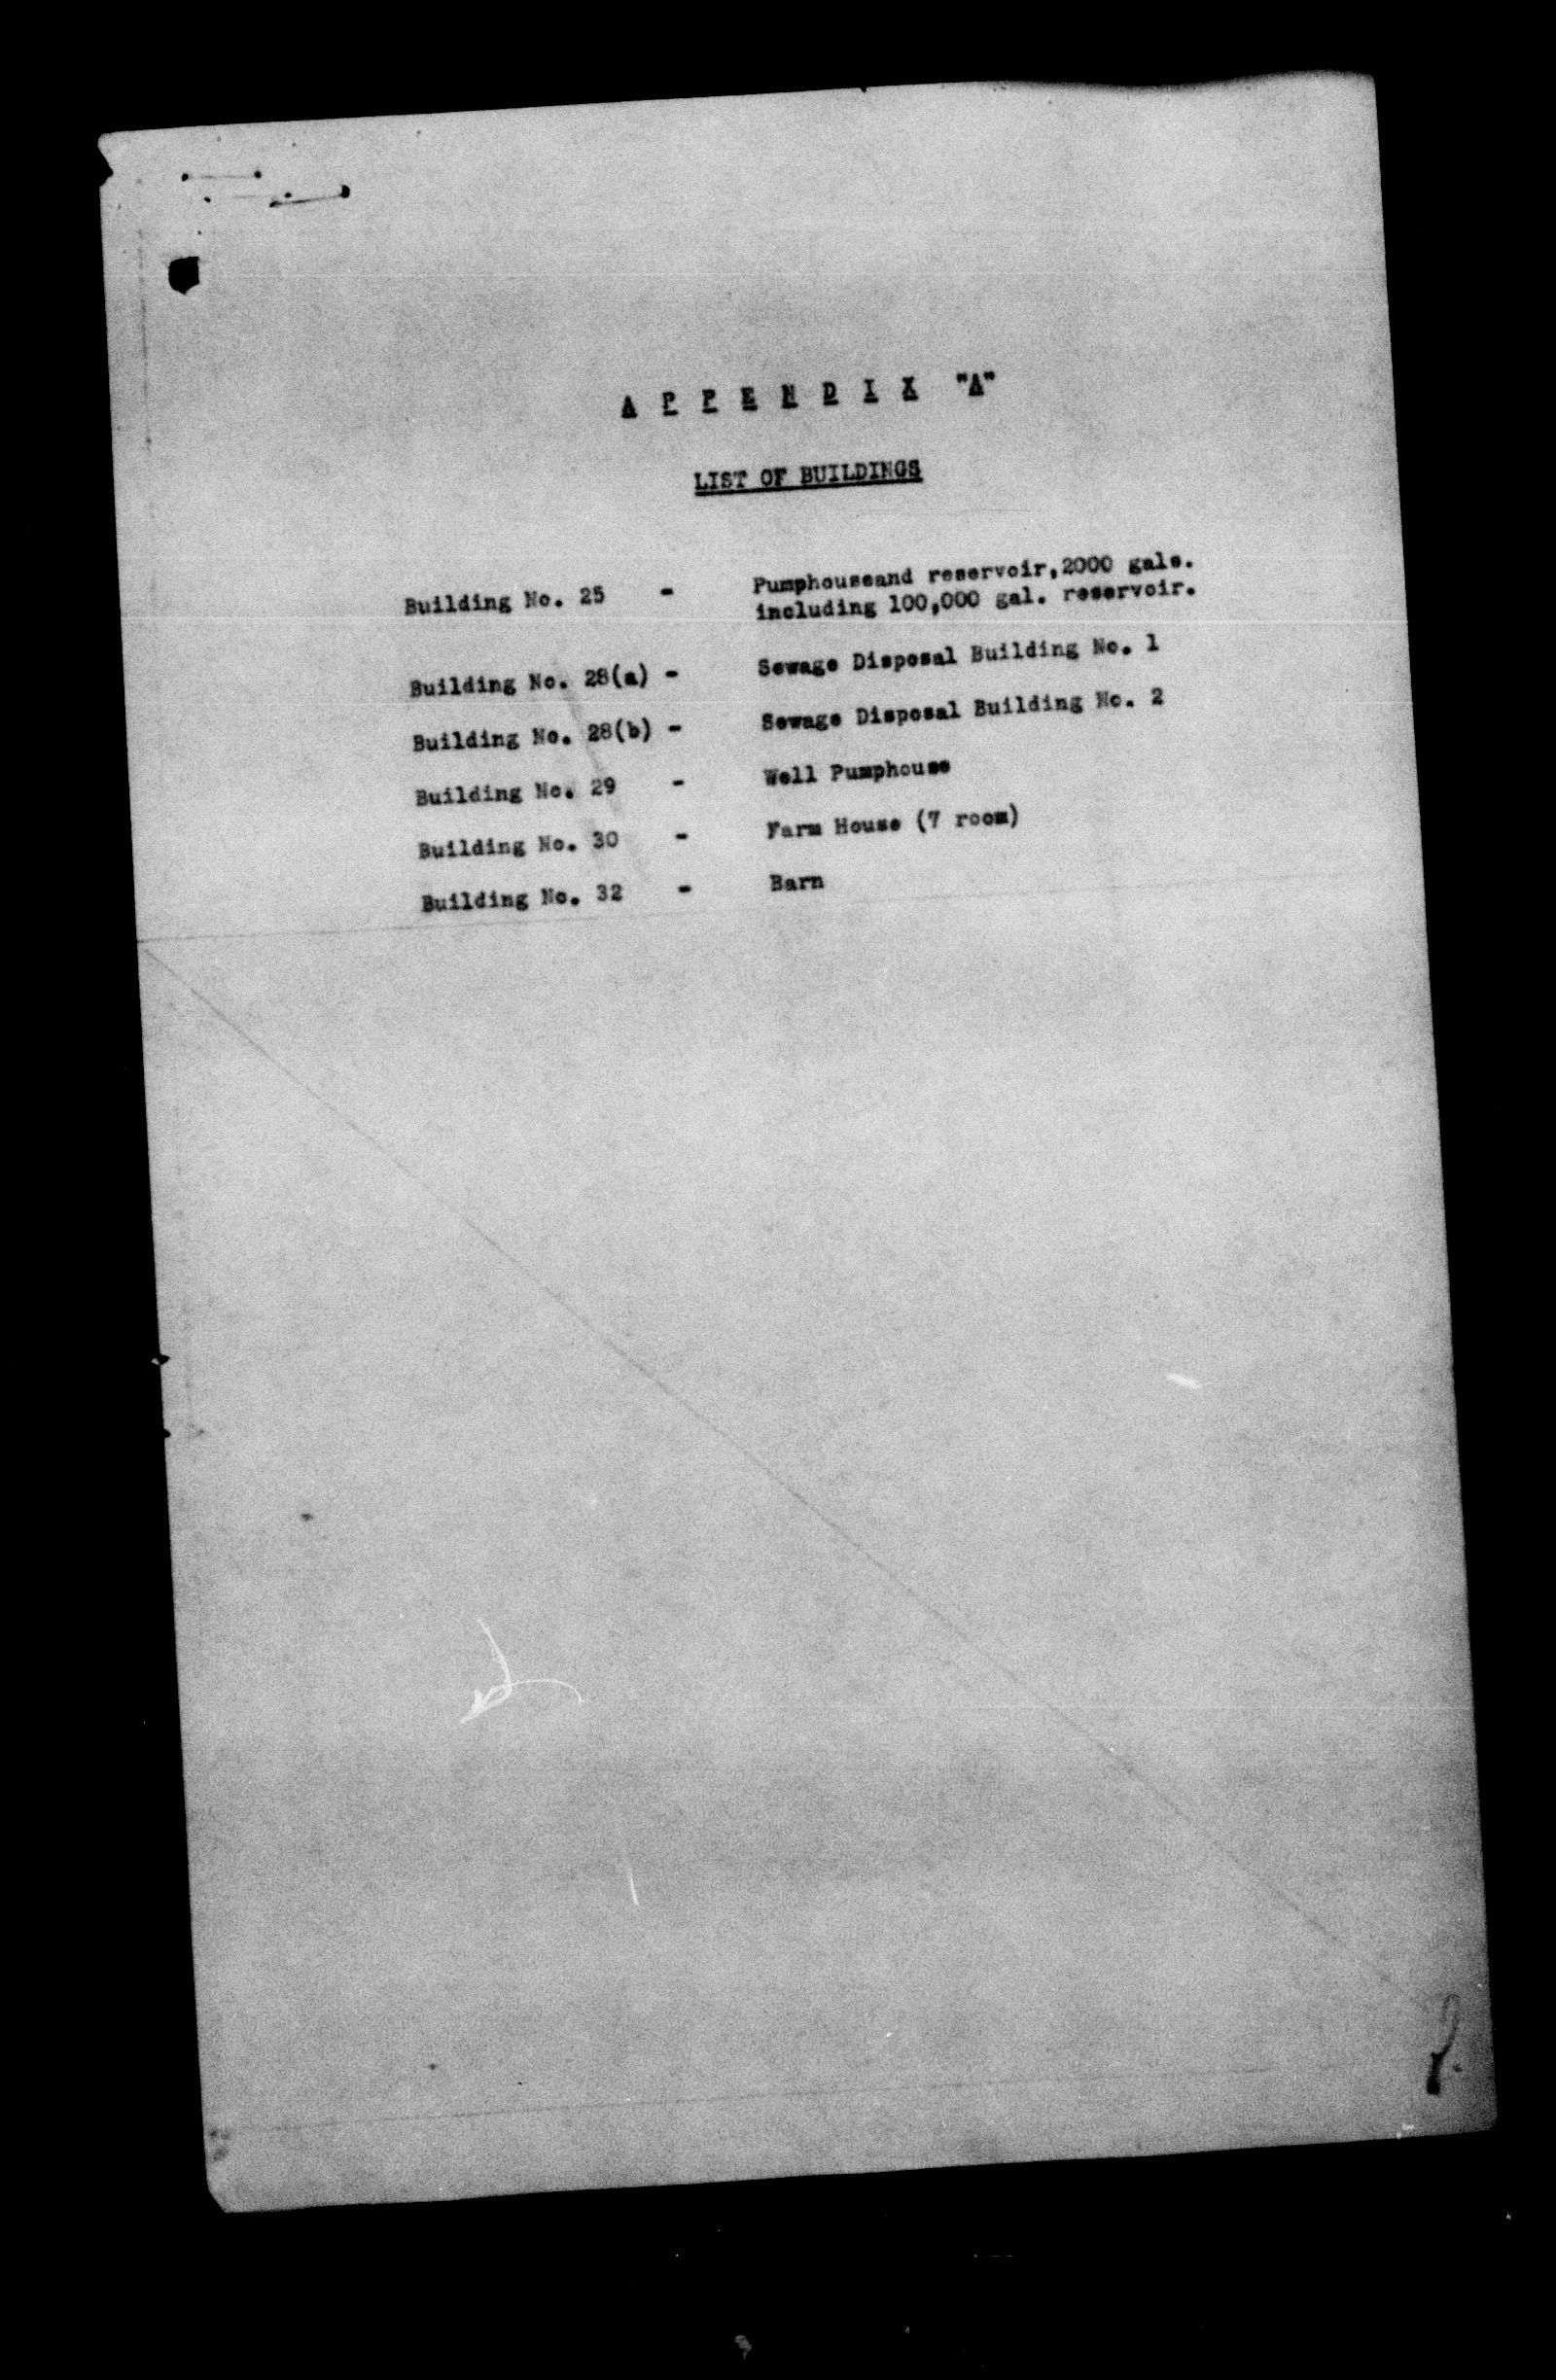 A P P E N D I X "A"
LIST OF BUILDINGS
Building No. 25 - Pumphouseand reservoir,2000 gals.
including 100,000 gal. reservoir.
Building No. 28(a) - Sewage Disposal Building No. 1
Building No. 28(b) - Sewage Disposal Building No. 2
Building No. 29 - Well Pumphouse
Building No. 30 - Farm House (7 room)
Building No. 32 - Barn